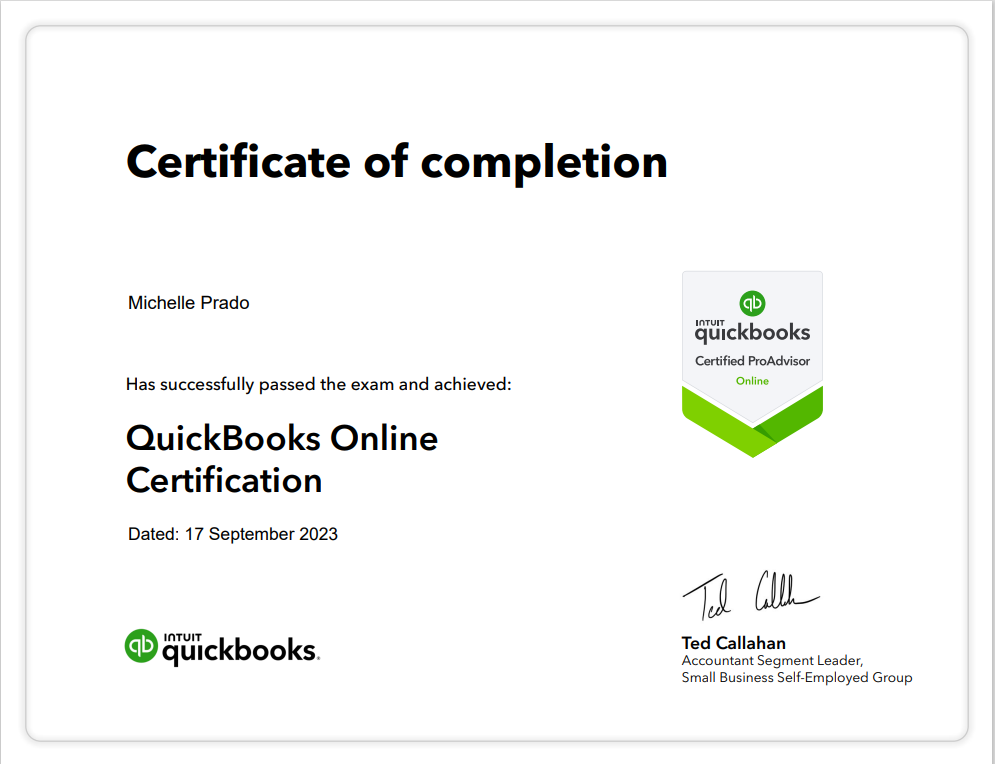 Certificate of completion
Michelle Prado
qb
INTUIT
quickbooks
Certified ProAdvisor
Online
Has successfully passed the exam and achieved:
QuickBooks Online
Certification
Dated: 17 September 2023
Ted Callahan
qb INTUIT
quickbooks.
Ted Callahan
Accountant Segment Leader,
Small Business Self-Employed Group